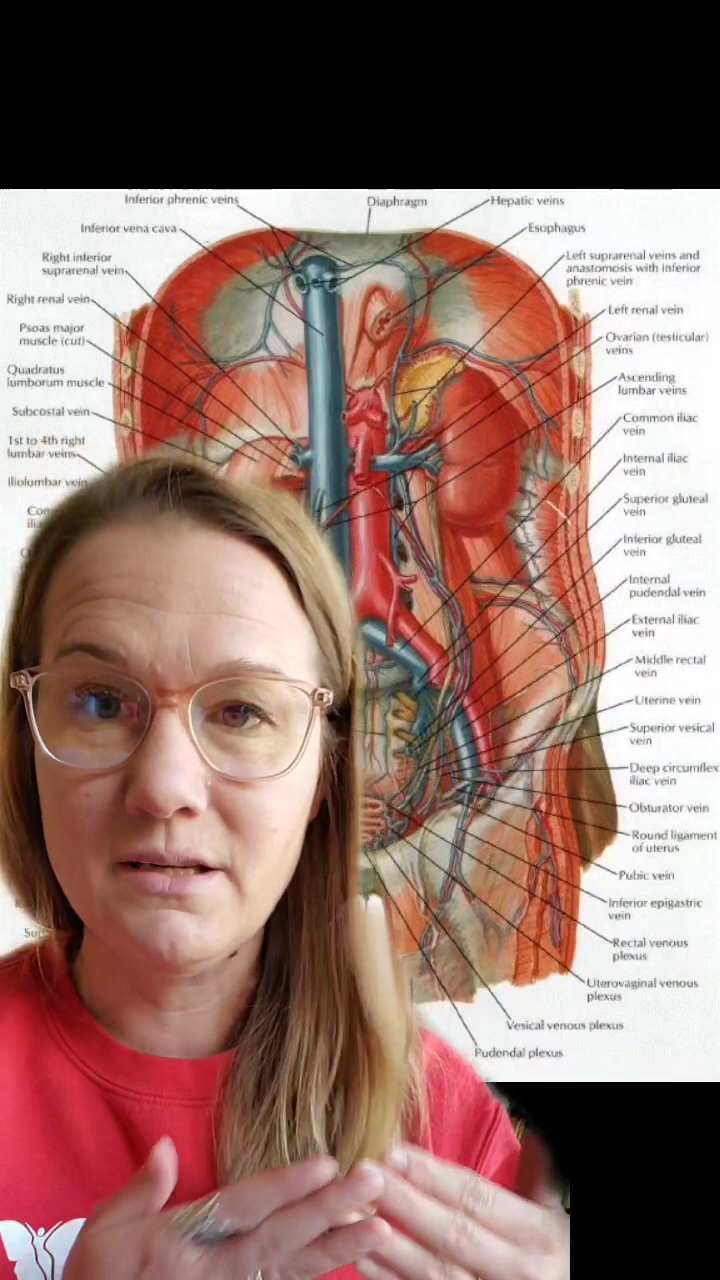 Inferior phrenic veins
Diaphragm
Hepatic veins
Inferior vena cava
Esophagus
Right inferior
suprarenal vein
Left suprarenal veins and
anastomosis with inferior
phrenic vein
Right renal vein
Left renal vein
Psoas major
muscle (cut)
Ovarian (testicular)
veins
Quadratus
lumborum muscle
Ascending
lumbar veins
Subcostal vein
Common iliac
vein
1st to 4th right
lumbar veins
Internal iliac
vein
Iliolumbar vein
Superior gluteal
vein
Inferior gluteal
vein
Internal
pudendal vein
External iliac
vein
Middle rectal
vein
Uterine vein
Superior vesical
vein
Deep circumflex
iliac vein
Obturator vein
Round ligament
of uterus
Pubic vein
Inferior epigastric
vein
Rectal venous
plexus
Uterovaginal venous
plexus
Vesical venous plexus
Pudendal plexus